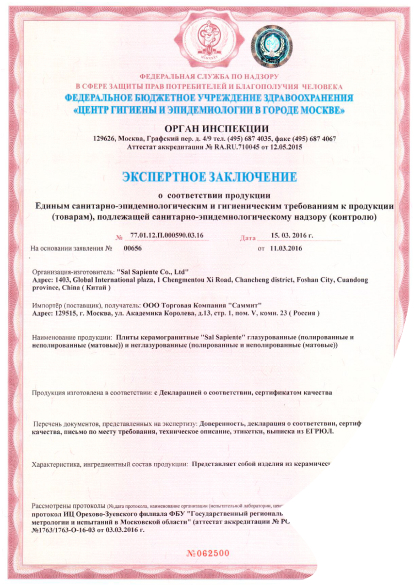 ФЕДЕРАЛЬНАЯ СЛУЖБА ПО НАДЗОРУ
В СФЕРЕ ЗАЩИТЫ ПРАВ ПОТРЕБИТЕЛЕЙ И БЛАГОПОЛУЧИЯ ЧЕЛОВЕКА
ФЕДЕРАЛЬНОЕ БЮДЖЕТНОЕ УЧРЕЖДЕНИЕ ЗДРАВООХРАНЕНИЯ
«ЦЕНТР ГИГИЕНЫ И ЭПИДЕМИОЛОГИИ В ГОРОДЕ МОСКВЕ»
ОРГАН ИНСПЕКЦИИ
129626, Москва, Графский пер. д. 4/9 тел. (495) 687 4035, факс (495) 687 4067
Аттестат аккредитации № RA.RU.710045 от 12.05.2015
ЭКСПЕРТНОЕ ЗАКЛЮЧЕНИЕ
о соответствии продукции
Единым санитарно-эпидемиологическим и гигиеническим требованиям к продукции
(товарам), подлежащей санитарно-эпидемиологическому надзору (контролю)
№ 77.01.12.П.000590.03.16 Дата 15. 03. 2016 г.
На основании заявления № 00656 от 11.03.2016
Организация-изготовитель: "Sal Sapiente Co., Ltd"
Адрес: 1403, Global International plaza, 1 Chengmentou Xi Road, Chancheng district, Foshan City, Cuandong
province, China ( Китай )
Импортёр (поставщик), получатель: ООО Торговая Компания "Саммит"
Адрес: 129515, г. Москва, ул. Академика Королева, д.13, стр. 1, пом. V, комн. 23 ( Россия )
Наименование продукции: Плиты керамогранитные "Sal Sapiente" глазурованные (полированные и
неполированные (матовые)) и неглазурованные (полированные и неполированные (матовые))
Продукция изготовлена в соответствии: с Декларацией о соответствии, сертификатом качества
Перечень документов, представленных на экспертизу: Доверенность, декларация о соответствии, сертиф
качества, письмо по месту требования, техническое описание, этикетки, выписка из ЕГРЮЛ.
Характеристика, ингредиентный состав продукции: Представляет собой изделия из керамичес
Рассмотрены протоколы (№,дата протокола, наименование организации (испытательной лаборатории, цен
протокол ИЦ Орехово-Зуевского филиала ФБУ "Государственный регионал
метрологии и испытаний в Московской области" (аттестат аккредитации № РО
№1763/1763-О-16-03 от 03.03.2016 г.
№062500